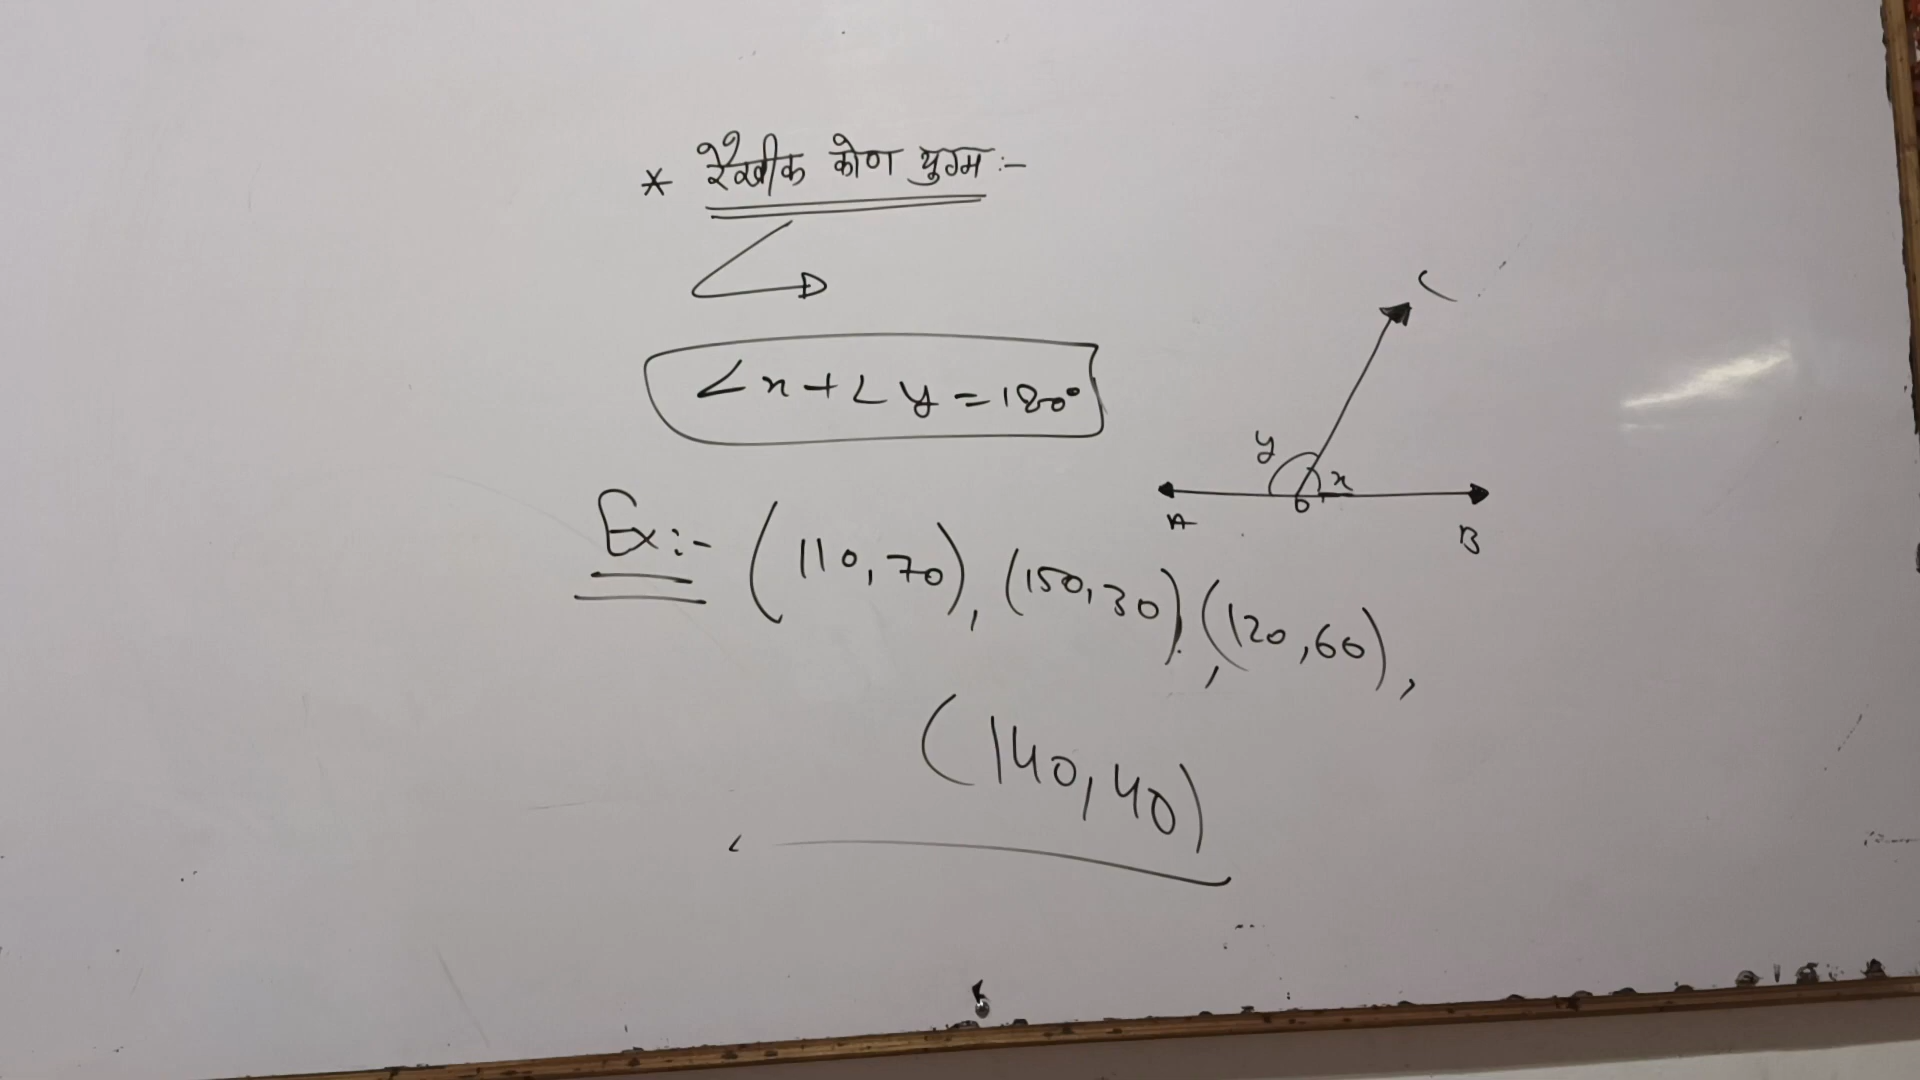 * रैखीक कोण युग्म :-
∠x + ∠y = 180°
C
y x
A O B
Ex :- (110, 70), (150, 30), (120, 60),
(140, 40)